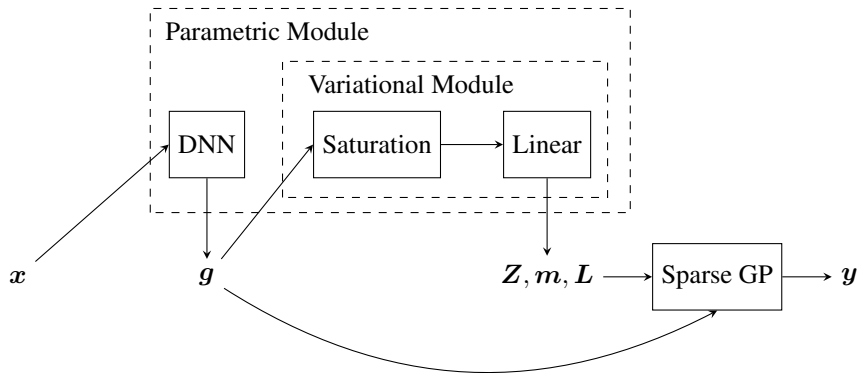 Parametric Module
Variational Module
DNN
Saturation
Linear
x
g
Z, m, L
Sparse GP
y